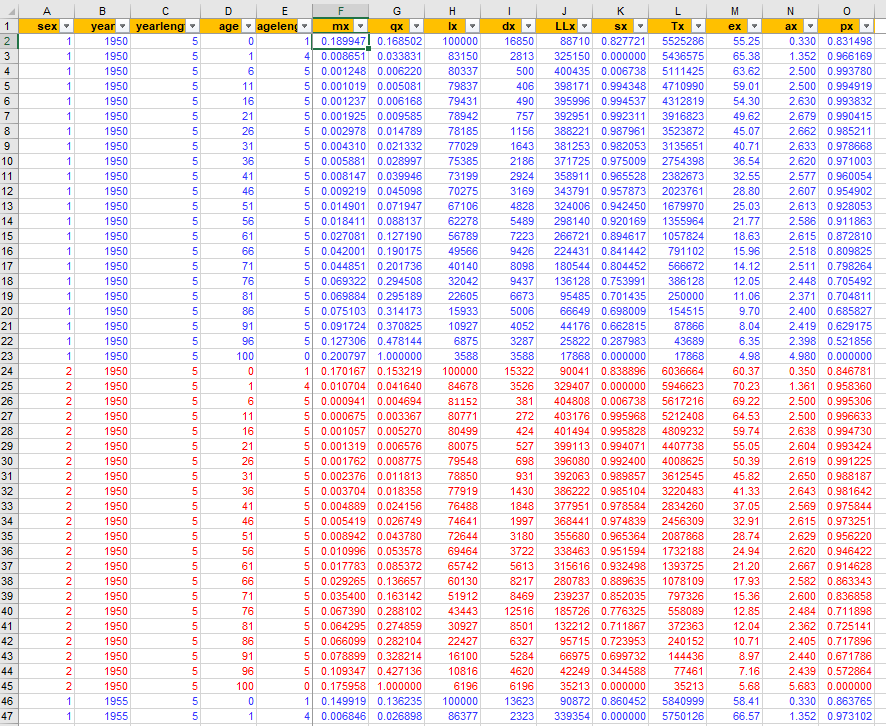 A B C D E F G H I J K L M N O
1 sex year yearleng age ageleng mx qx lx dx LLx sx Tx ex ax px
2 1 1950 5 0 1 0.189947 0.168502 100000 16850 88710 0.827721 5525286 55.25 0.330 0.831498
3 1 1950 5 1 4 0.008651 0.033831 83150 2813 325150 0.000000 5436575 65.38 1.352 0.966169
4 1 1950 5 6 5 0.001248 0.006220 80337 500 400435 0.006738 5111425 63.62 2.500 0.993780
5 1 1950 5 11 5 0.001019 0.005081 79837 406 398171 0.994348 4710990 59.01 2.500 0.994919
6 1 1950 5 16 5 0.001237 0.006168 79431 490 395996 0.994537 4312819 54.30 2.630 0.993832
7 1 1950 5 21 5 0.001925 0.009585 78942 757 392951 0.992311 3916823 49.62 2.679 0.990415
8 1 1950 5 26 5 0.002978 0.014789 78185 1156 388221 0.987961 3523872 45.07 2.662 0.985211
9 1 1950 5 31 5 0.004310 0.021332 77029 1643 381253 0.982053 3135651 40.71 2.633 0.978668
10 1 1950 5 36 5 0.005881 0.028997 75385 2186 371725 0.975009 2754398 36.54 2.620 0.971003
11 1 1950 5 41 5 0.008147 0.039946 73199 2924 358911 0.965528 2382673 32.55 2.577 0.960054
12 1 1950 5 46 5 0.009219 0.045098 70275 3169 343791 0.957873 2023761 28.80 2.607 0.954902
13 1 1950 5 51 5 0.014901 0.071947 67106 4828 324006 0.942450 1679970 25.03 2.613 0.928053
14 1 1950 5 56 5 0.018411 0.088137 62278 5489 298140 0.920169 1355964 21.77 2.586 0.911863
15 1 1950 5 61 5 0.027081 0.127190 56789 7223 266721 0.894617 1057824 18.63 2.615 0.872810
16 1 1950 5 66 5 0.042001 0.190175 49566 9426 224431 0.841442 791102 15.96 2.518 0.809825
17 1 1950 5 71 5 0.044851 0.201736 40140 8098 180544 0.804452 566672 14.12 2.511 0.798264
18 1 1950 5 76 5 0.069322 0.294508 32042 9437 136128 0.753991 386128 12.05 2.448 0.705492
19 1 1950 5 81 5 0.069884 0.295189 22605 6673 95485 0.701435 250000 11.06 2.371 0.704811
20 1 1950 5 86 5 0.075103 0.314173 15933 5006 66649 0.698009 154515 9.70 2.400 0.685827
21 1 1950 5 91 5 0.091724 0.370825 10927 4052 44176 0.662815 87866 8.04 2.419 0.629175
22 1 1950 5 96 5 0.127306 0.478144 6875 3287 25822 0.287983 43689 6.35 2.398 0.521856
23 1 1950 5 100 0 0.200797 1.000000 3588 3588 17868 0.000000 17868 4.98 4.980 0.000000
24 2 1950 5 0 1 0.170167 0.153219 100000 15322 90041 0.838896 6036664 60.37 0.350 0.846781
25 2 1950 5 1 4 0.010704 0.041640 84678 3526 329407 0.000000 5946623 70.23 1.361 0.958360
26 2 1950 5 6 5 0.000941 0.004694 81152 381 404808 0.006738 5617216 69.22 2.500 0.995306
27 2 1950 5 11 5 0.000675 0.003367 80771 272 403176 0.995968 5212408 64.53 2.500 0.996633
28 2 1950 5 16 5 0.001057 0.005270 80499 424 401494 0.995828 4809232 59.74 2.638 0.994730
29 2 1950 5 21 5 0.001319 0.006576 80075 527 399113 0.994071 4407738 55.05 2.604 0.993424
30 2 1950 5 26 5 0.001762 0.008775 79548 698 396080 0.992400 4008625 50.39 2.619 0.991225
31 2 1950 5 31 5 0.002376 0.011813 78850 931 392063 0.989857 3612545 45.82 2.650 0.988187
32 2 1950 5 36 5 0.003704 0.018358 77919 1430 386222 0.985104 3220483 41.33 2.643 0.981642
33 2 1950 5 41 5 0.004889 0.024156 76488 1848 377951 0.978584 2834260 37.05 2.569 0.975844
34 2 1950 5 46 5 0.005419 0.026749 74641 1997 368441 0.974839 2456309 32.91 2.615 0.973251
35 2 1950 5 51 5 0.008942 0.043780 72644 3180 355680 0.965364 2087868 28.74 2.629 0.956220
36 2 1950 5 56 5 0.010996 0.053578 69464 3722 338463 0.951594 1732188 24.94 2.620 0.946422
37 2 1950 5 61 5 0.017783 0.085372 65742 5613 315616 0.932498 1393725 21.20 2.667 0.914628
38 2 1950 5 66 5 0.029265 0.136657 60130 8217 280783 0.889635 1078109 17.93 2.582 0.863343
39 2 1950 5 71 5 0.035400 0.163142 51912 8469 239237 0.852035 797326 15.36 2.600 0.836858
40 2 1950 5 76 5 0.067390 0.288102 43443 12516 185726 0.776325 558089 12.85 2.484 0.711898
41 2 1950 5 81 5 0.064295 0.274859 30927 8501 132212 0.711867 372363 12.04 2.362 0.725141
42 2 1950 5 86 5 0.066099 0.282104 22427 6327 95715 0.723953 240152 10.71 2.405 0.717896
43 2 1950 5 91 5 0.078899 0.328214 16100 5284 66975 0.699732 144436 8.97 2.440 0.671786
44 2 1950 5 96 5 0.109347 0.427136 10816 4620 42249 0.344588 77461 7.16 2.439 0.572864
45 2 1950 5 100 0 0.175958 1.000000 6196 6196 35213 0.000000 35213 5.68 5.683 0.000000
46 1 1955 5 0 1 0.149919 0.136235 100000 13623 90872 0.860452 5840999 58.41 0.330 0.863765
47 1 1955 5 1 4 0.006846 0.026898 86377 2323 339354 0.000000 5750126 66.57 1.352 0.973102